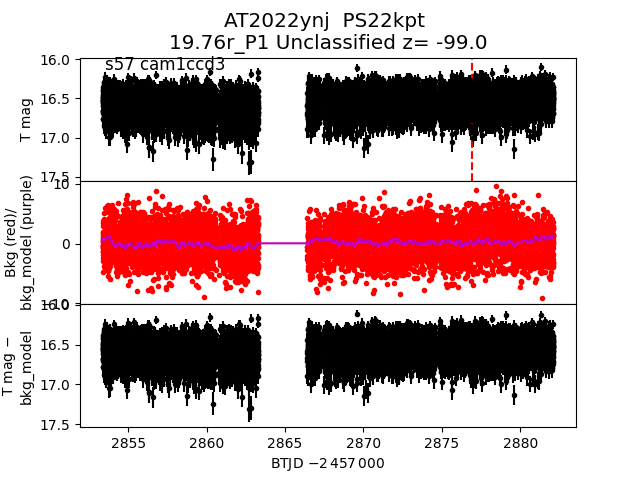 AT2022ynj  PS22kpt
19.76r_P1 Unclassified z= -99.0
s57 cam1ccd3
16.0
16.5
17.0
17.5
T mag
10
0
Bkg (red)/
bkg_model (purple)
16.0
16.5
17.0
17.5
T mag −
bkg_model
2855
2860
2865
2870
2875
2880
BTJD −2 457 000